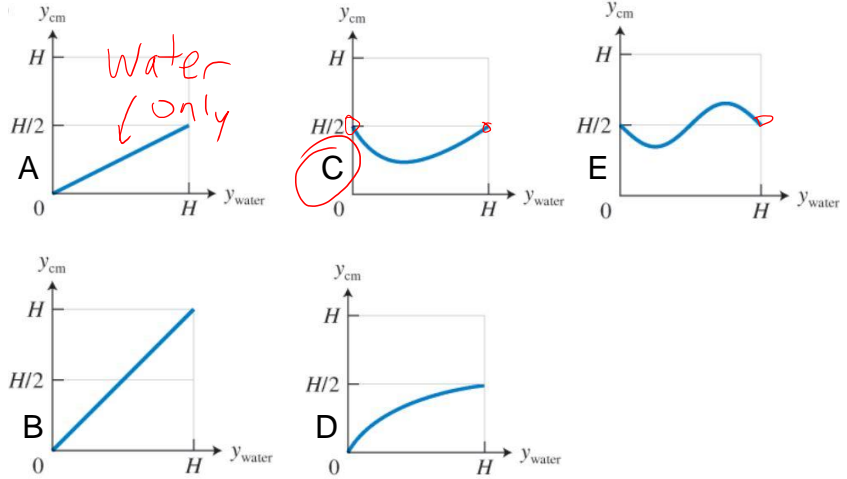 y_cm
H
H/2
0
H
y_water
A
Water
only
y_cm
H
H/2
0
H
y_water
C
H
H/2
0
H
y_water
E
y_cm
H
H/2
0
H
y_water
B
y_cm
H
H/2
0
H
y_water
D
y_cm